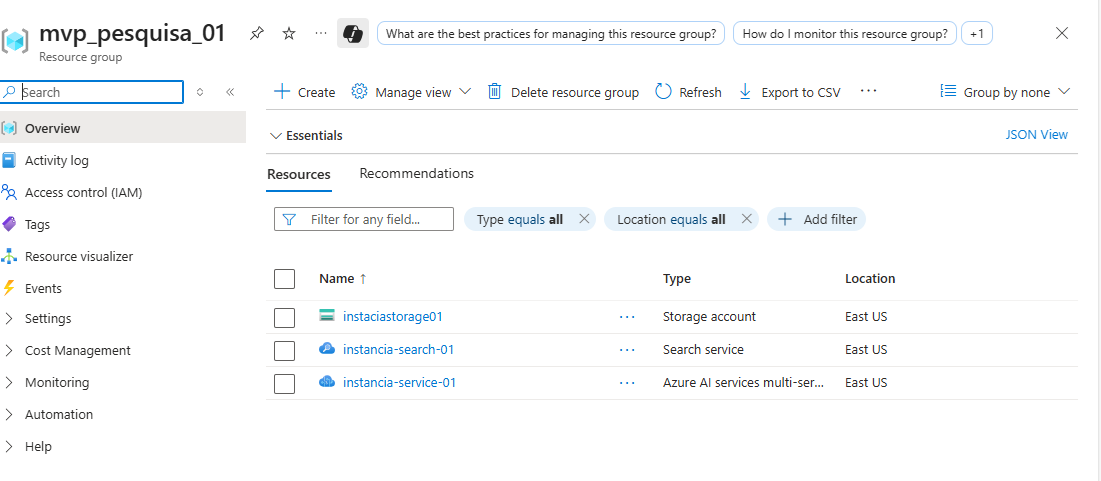 mvp_pesquisa_01
What are the best practices for managing this resource group?
How do I monitor this resource group?
+1
Resource group
Search
Create
Manage view
Delete resource group
Refresh
Export to CSV
Group by none
Overview
Essentials
JSON View
Activity log
Resources
Recommendations
Access control (IAM)
Tags
Filter for any field...
Type equals all
Location equals all
Add filter
Resource visualizer
Events
Name
Type
Location
Settings
instaciastorage01
Storage account
East US
Cost Management
instancia-search-01
Search service
East US
Monitoring
instancia-service-01
Azure AI services multi-ser...
East US
Automation
Help